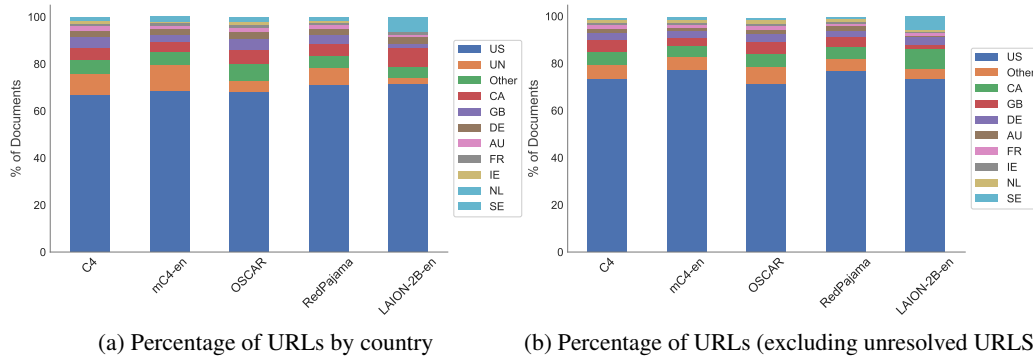 100
80
60
40
20
0
% of Documents
C4
mC4-en
OSCAR
RedPajama
LAION-2B-en
US
UN
Other
CA
GB
DE
AU
FR
IE
NL
SE
(a) Percentage of URLs by country
100
80
60
40
20
0
% of Documents
C4
mC4-en
OSCAR
RedPajama
LAION-2B-en
US
Other
CA
GB
DE
AU
FR
IE
NL
SE
(b) Percentage of URLs (excluding unresolved URLS